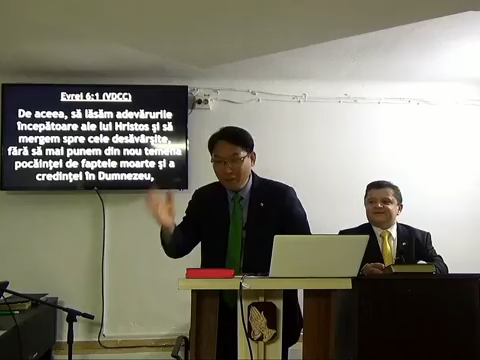 Evrei 6:1 (VDCC)
De aceea, să lăsăm adevărurile
începătoare ale lui Hristos şi să
mergem spre cele desăvârşite,
fără să mai punem din nou temelia
pocăinţei de faptele moarte şi a
credinţei în Dumnezeu,